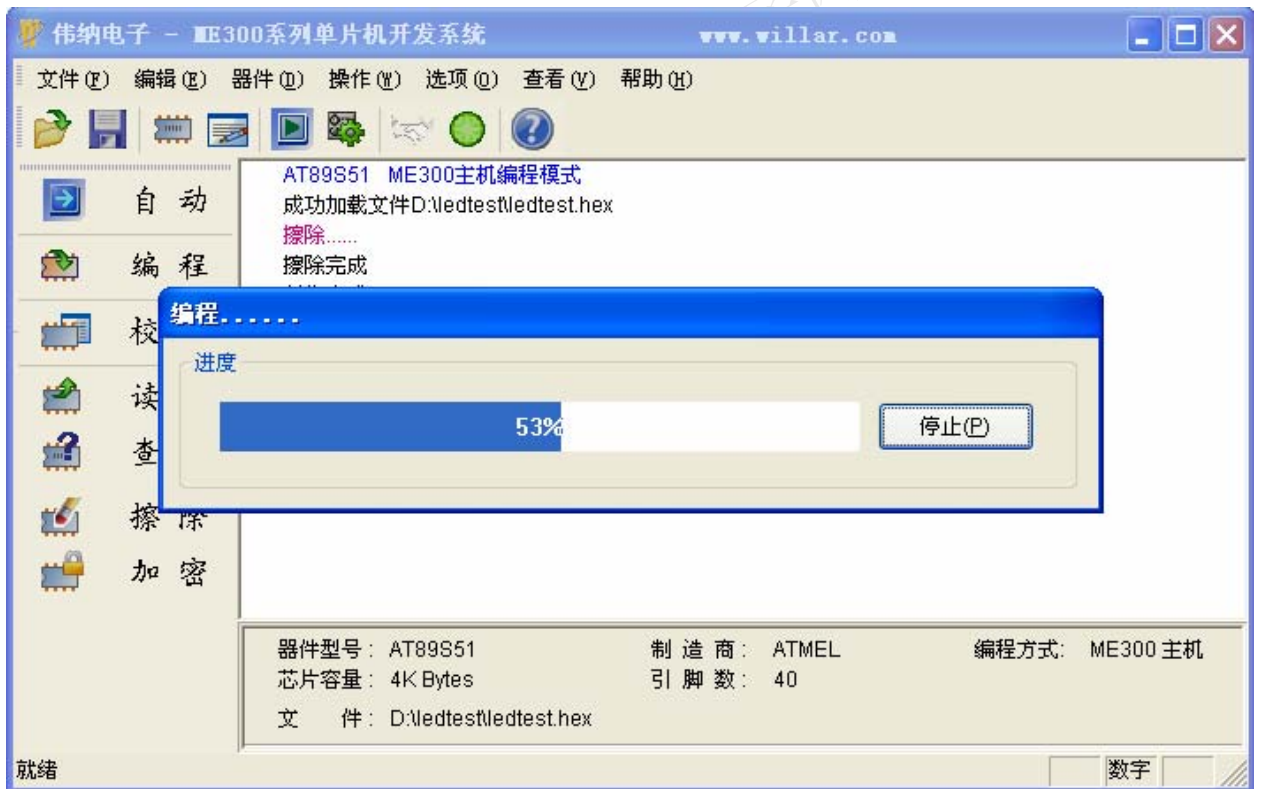 伟纳电子 - ME300系列单片机开发系统 www.willar.com
文件(F) 编辑(E) 器件(D) 操作(W) 选项(O) 查看(V) 帮助(H)
自 动
编 程
校
读
查
擦 除
加 密
AT89S51 ME300主机编程模式
成功加载文件D:\ledtest\ledtest.hex
擦除......
擦除完成
编程......
进度
53%
停止(P)
器件型号: AT89S51 制 造 商: ATMEL 编程方式: ME300 主机
芯片容量: 4K Bytes 引 脚 数: 40
文 件: D:\ledtest\ledtest.hex
就绪 数字